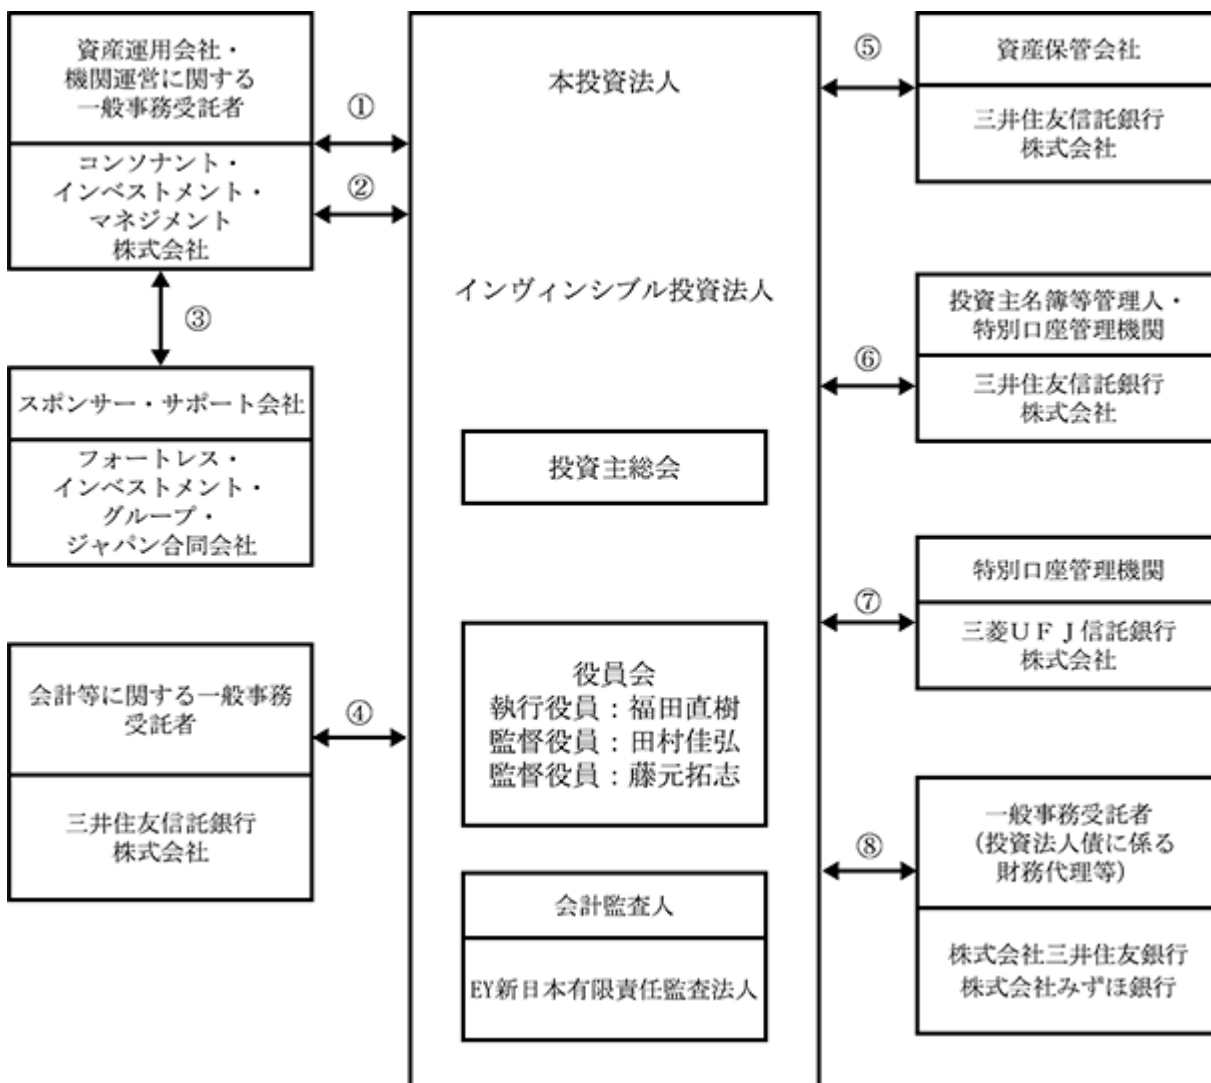 資産運用会社・
機関運営に関する
一般事務受託者
コンソナント・
インベストメント・
マネジメント
株式会社
①
②
③
スポンサー・サポート会社
フォートレス・
インベストメント・
グループ・
ジャパン合同会社
会計等に関する一般事務
受託者
三井住友信託銀行
株式会社
④
本投資法人
インヴィンシブル投資法人
投資主総会
役員会
執行役員：福田直樹
監督役員：田村佳弘
監督役員：藤元拓志
会計監査人
EY新日本有限責任監査法人
⑤
資産保管会社
三井住友信託銀行
株式会社
⑥
投資主名簿等管理人・
特別口座管理機関
三井住友信託銀行
株式会社
⑦
特別口座管理機関
三菱ＵＦＪ信託銀行
株式会社
⑧
一般事務受託者
（投資法人債に係る
財務代理等）
株式会社三井住友銀行
株式会社みずほ銀行